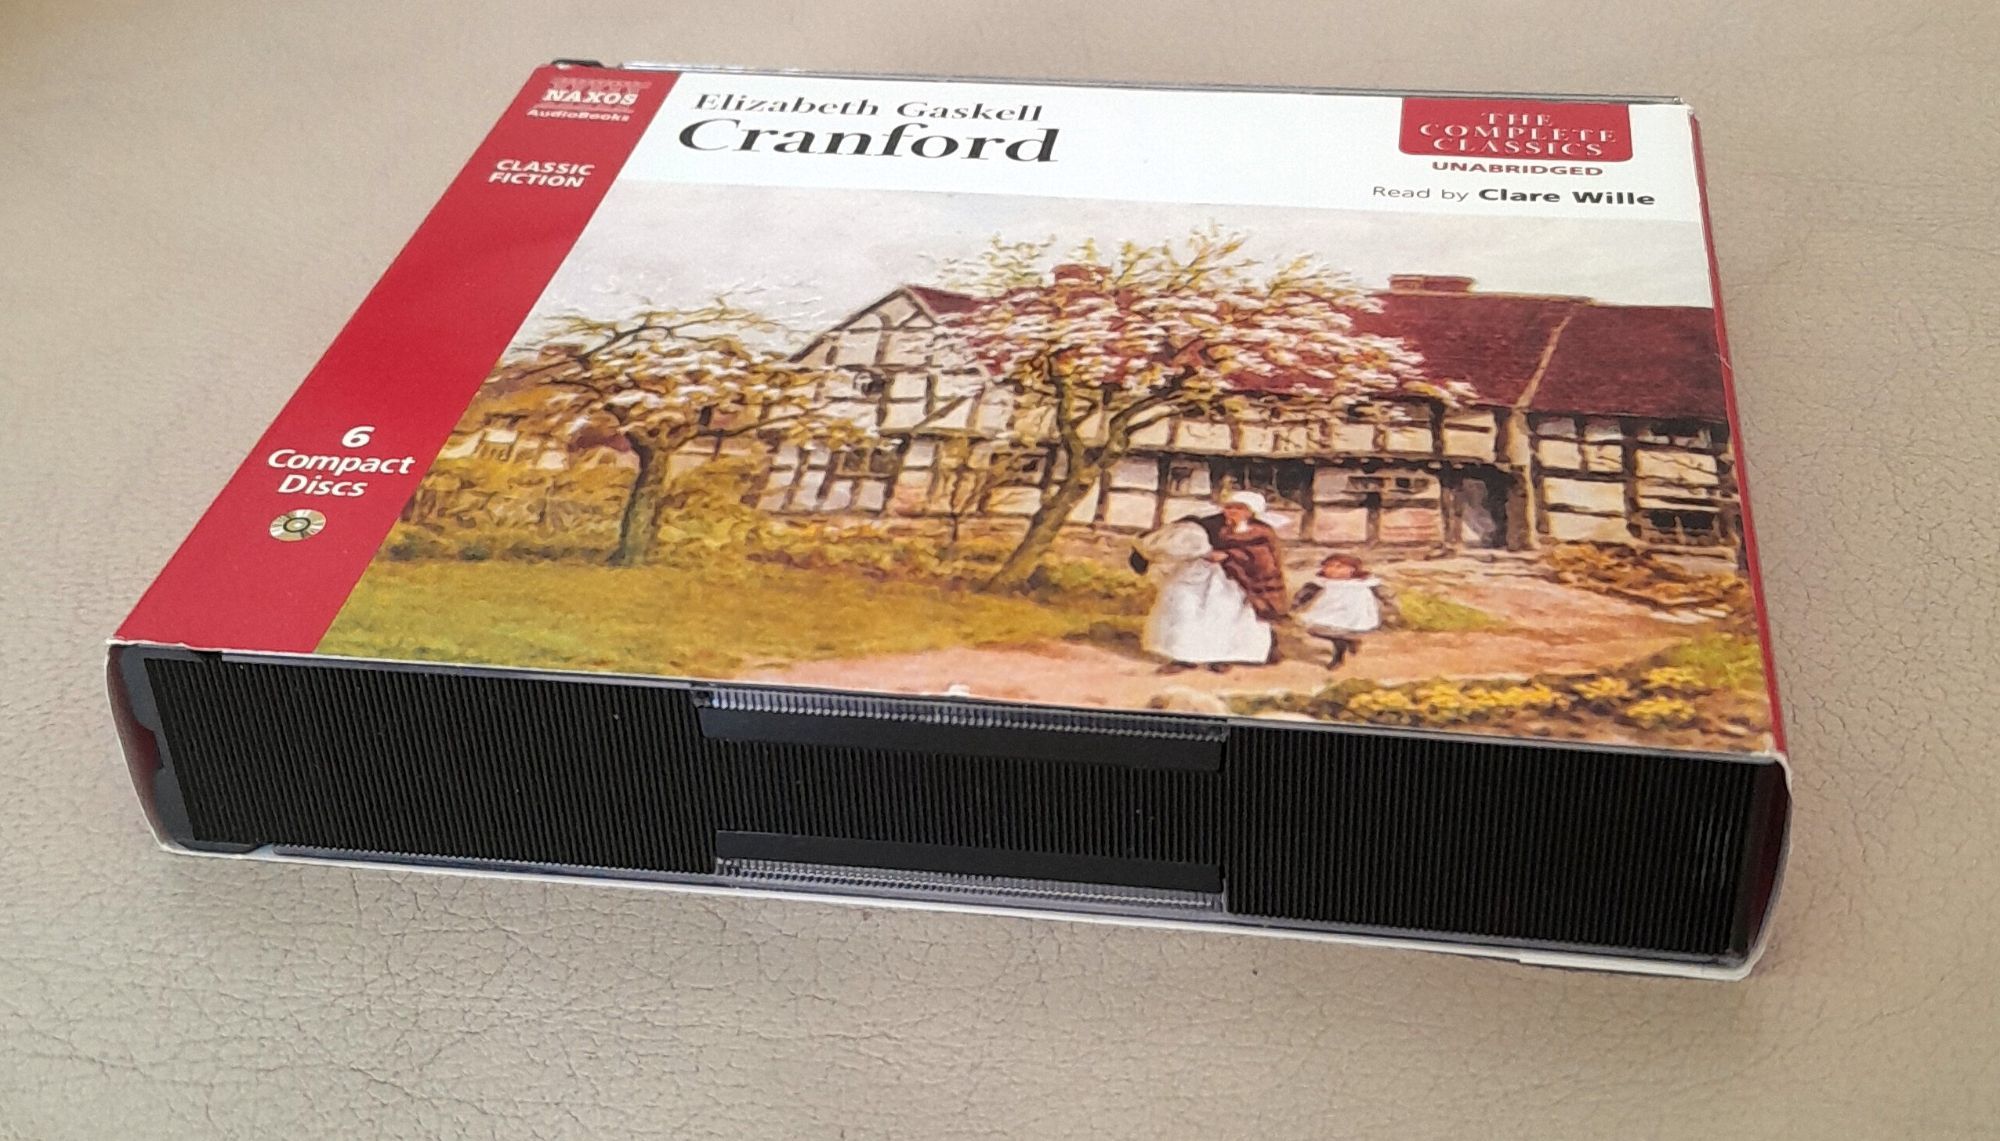 NAXOS
AudioBooks
CLASSIC
FICTION
6
Compact
Discs
Elizabeth Gaskell
Cranford
THE
COMPLETE
CLASSICS
UNABRIDGED
Read by Clare Wille